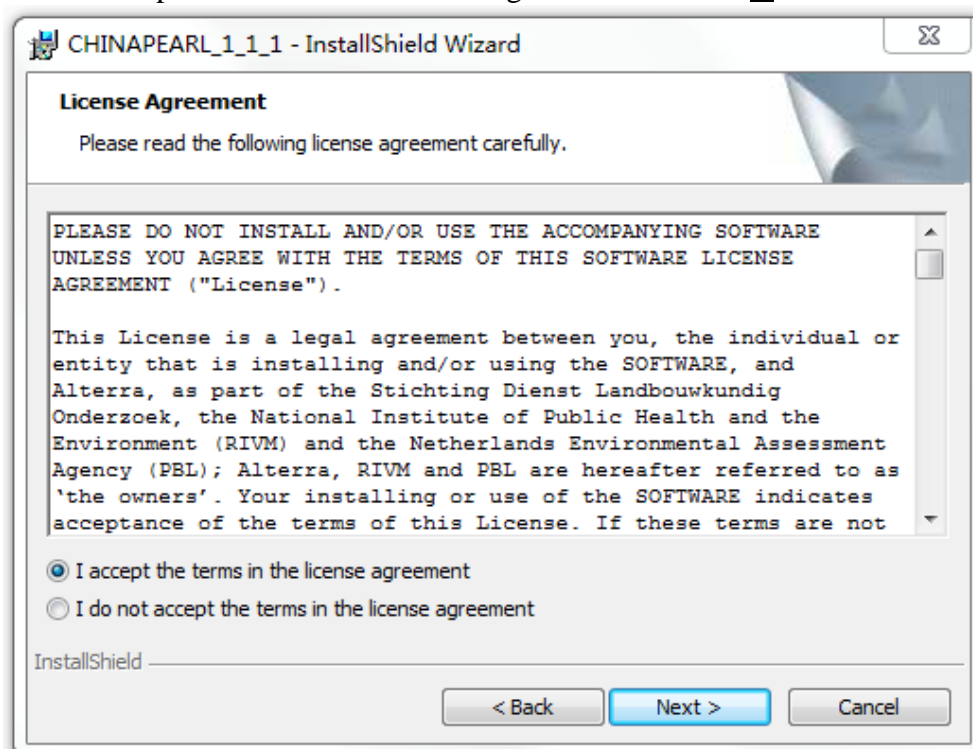 CHINAPEARL_1_1_1 - InstallShield Wizard
License Agreement
Please read the following license agreement carefully.
PLEASE DO NOT INSTALL AND/OR USE THE ACCOMPANYING SOFTWARE
UNLESS YOU AGREE WITH THE TERMS OF THIS SOFTWARE LICENSE
AGREEMENT ("License").
This License is a legal agreement between you, the individual or
entity that is installing and/or using the SOFTWARE, and
Alterra, as part of the Stichting Dienst Landbouwkundig
Onderzoek, the National Institute of Public Health and the
Environment (RIVM) and the Netherlands Environmental Assessment
Agency (PBL); Alterra, RIVM and PBL are hereafter referred to as
‘the owners’. Your installing or use of the SOFTWARE indicates
acceptance of the terms of this License. If these terms are not
I accept the terms in the license agreement
I do not accept the terms in the license agreement
InstallShield
< Back Next > Cancel